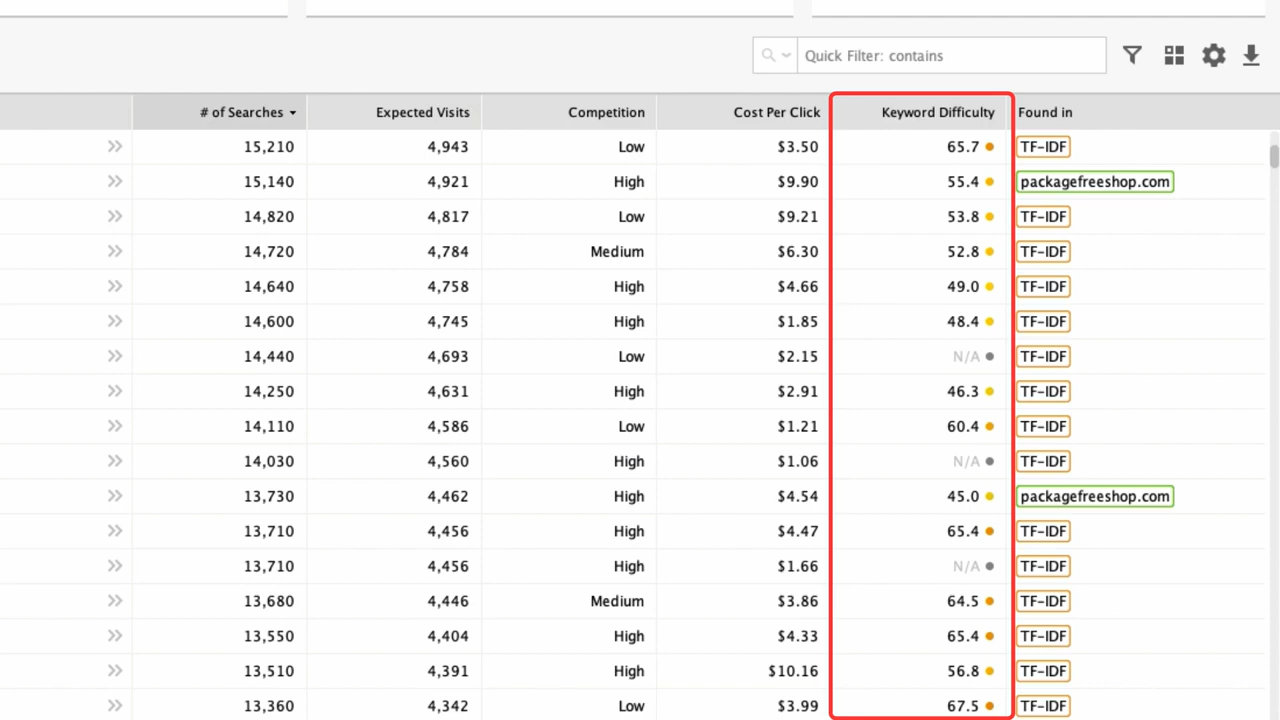 Quick Filter: contains
# of Searches Expected Visits Competition Cost Per Click Keyword Difficulty Found in
15,210 4,943 Low $3.50 65.7 TF-IDF
15,140 4,921 High $9.90 55.4 packagefreeshop.com
14,820 4,817 Low $9.21 53.8 TF-IDF
14,720 4,784 Medium $6.30 52.8 TF-IDF
14,640 4,758 High $4.66 49.0 TF-IDF
14,600 4,745 High $1.85 48.4 TF-IDF
14,440 4,693 Low $2.15 N/A TF-IDF
14,250 4,631 High $2.91 46.3 TF-IDF
14,110 4,586 Low $1.21 60.4 TF-IDF
14,030 4,560 High $1.06 N/A TF-IDF
13,730 4,462 High $4.54 45.0 packagefreeshop.com
13,710 4,456 High $4.47 65.4 TF-IDF
13,710 4,456 High $1.66 N/A TF-IDF
13,680 4,446 Medium $3.86 64.5 TF-IDF
13,550 4,404 High $4.33 65.4 TF-IDF
13,510 4,391 High $10.16 56.8 TF-IDF
13,360 4,342 Low $3.99 67.5 TF-IDF